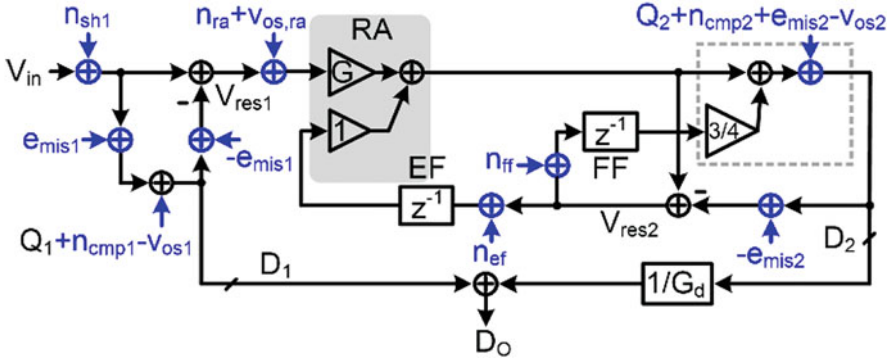 n_sh1
n_ra+v_os,ra
RA
Q_2+n_cmp2+e_mis2-v_os2
V_in
G
-
V_res1
z^-1
3/4
1
e_mis1
-e_mis1
n_ff
FF
EF
z^-1
-
V_res2
Q_1+n_cmp1-v_os1
n_ef
-e_mis2
D_2
D_1
1/G_d
D_O